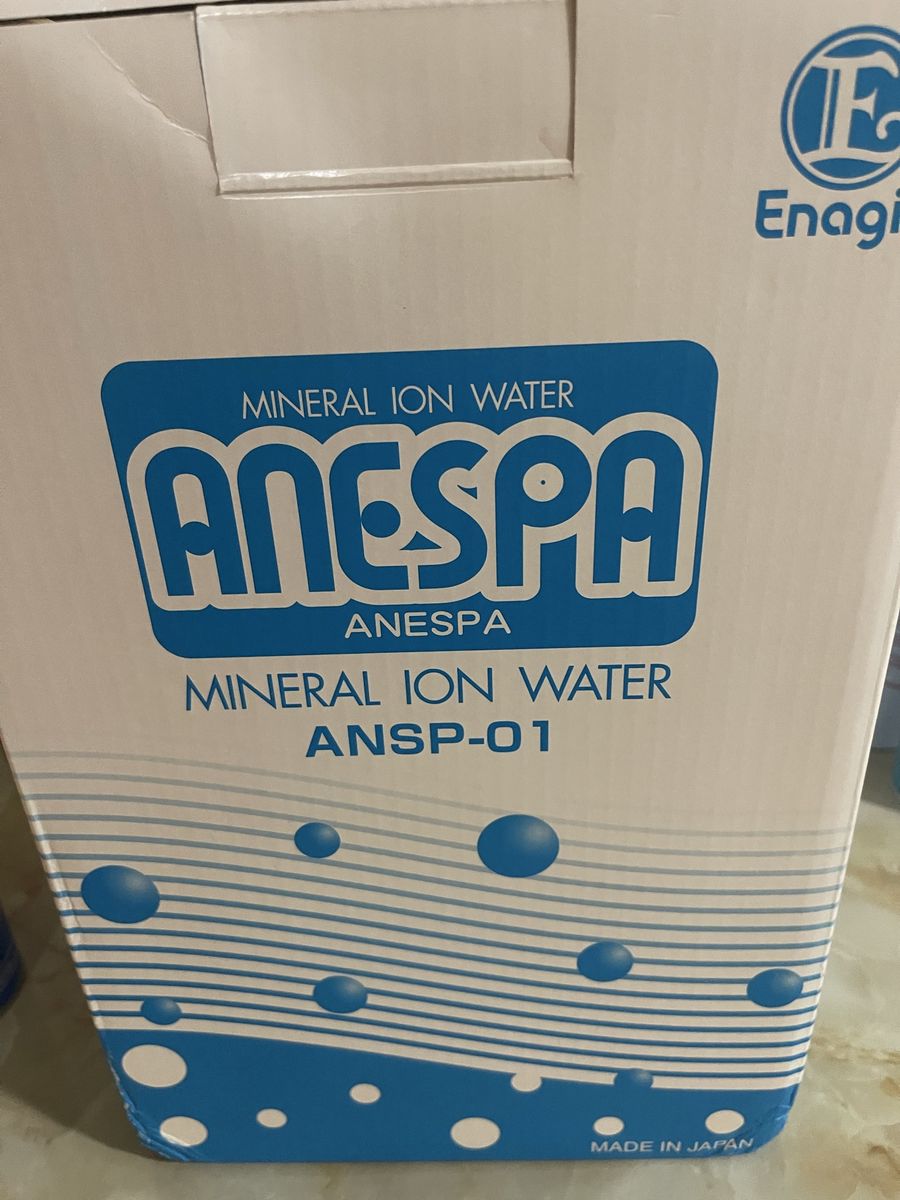 E
Enagi
MINERAL ION WATER
ANESPA
ANESPA
MINERAL ION WATER
ANSP-01
MADE IN JAPAN